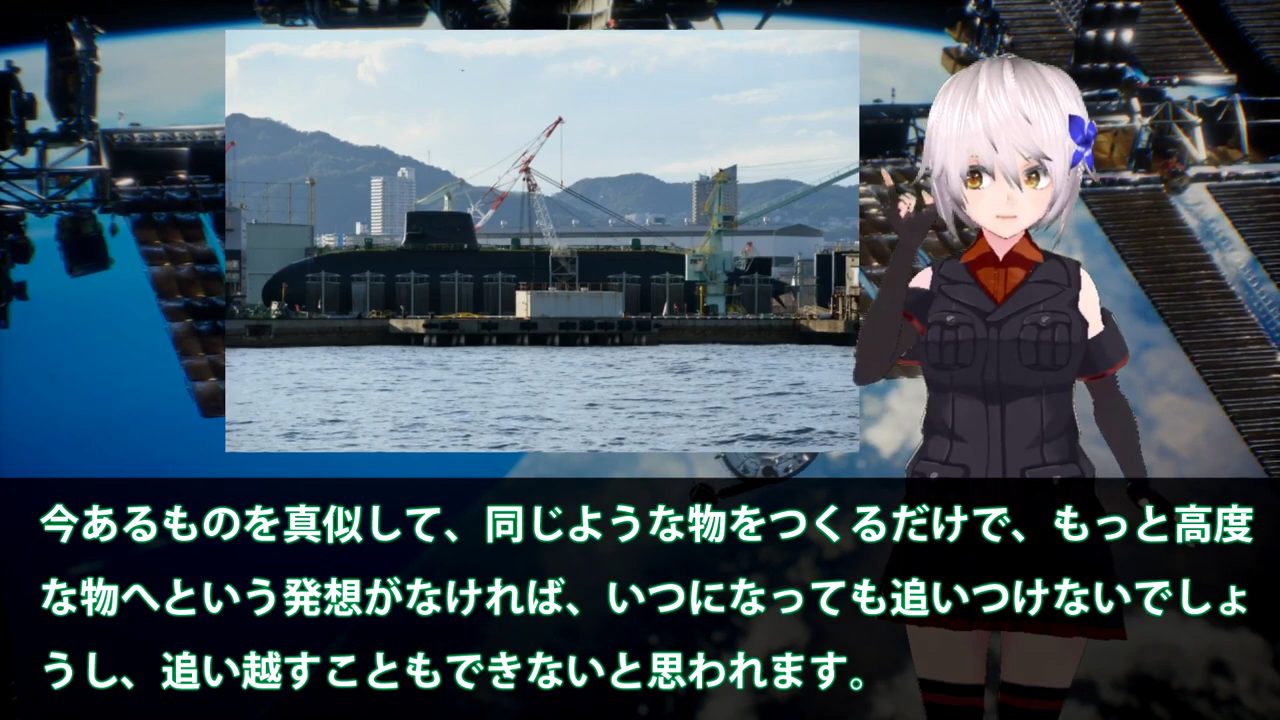 今あるものを真似して、同じような物をつくるだけで、もっと高度
な物へという発想がなければ、いつになっても追いつけないでしょ
うし、追い越すこともできないと思われます。